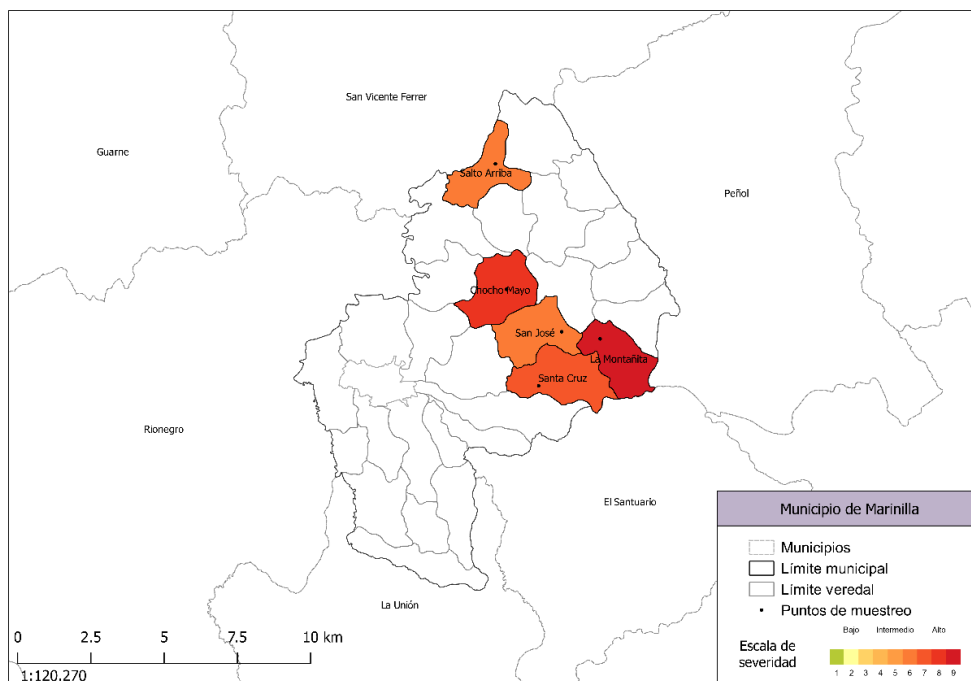 San Vicente Ferrer
Guarne
Salto Arriba
Peñol
Chocho Mayo
San José
La Montañita
Santa Cruz
Rionegro
El Santuario
La Unión
Municipio de Marinilla
Municipios
Límite municipal
Límite veredal
Puntos de muestreo
Bajo Intermedio Alto
Escala de
severidad
1 2 3 4 5 6 7 8 9
0 2.5 5 7.5 10 km
1:120.270